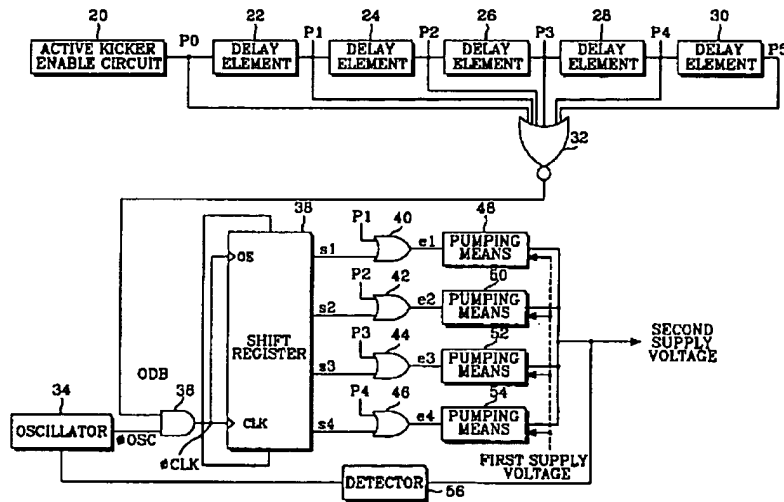 20 22 24 26 28 30
ACTIVE KICKER ENABLE CIRCUIT
P0
DELAY ELEMENT
P1
DELAY ELEMENT
P2
DELAY ELEMENT
P3
DELAY ELEMENT
P4
DELAY ELEMENT
P5
32
38
P1 40
48
OE
s1
e1
PUMPING MEANS
P2 42
50
s2
e2
PUMPING MEANS
SHIFT REGISTER
P3 44
52
s3
e3
PUMPING MEANS
SECOND SUPPLY VOLTAGE
ODB
34
36
P4 46
54
OSCILLATOR
øOSC
CLK
s4
e4
PUMPING MEANS
øCLK
FIRST SUPPLY VOLTAGE
DETECTOR
56